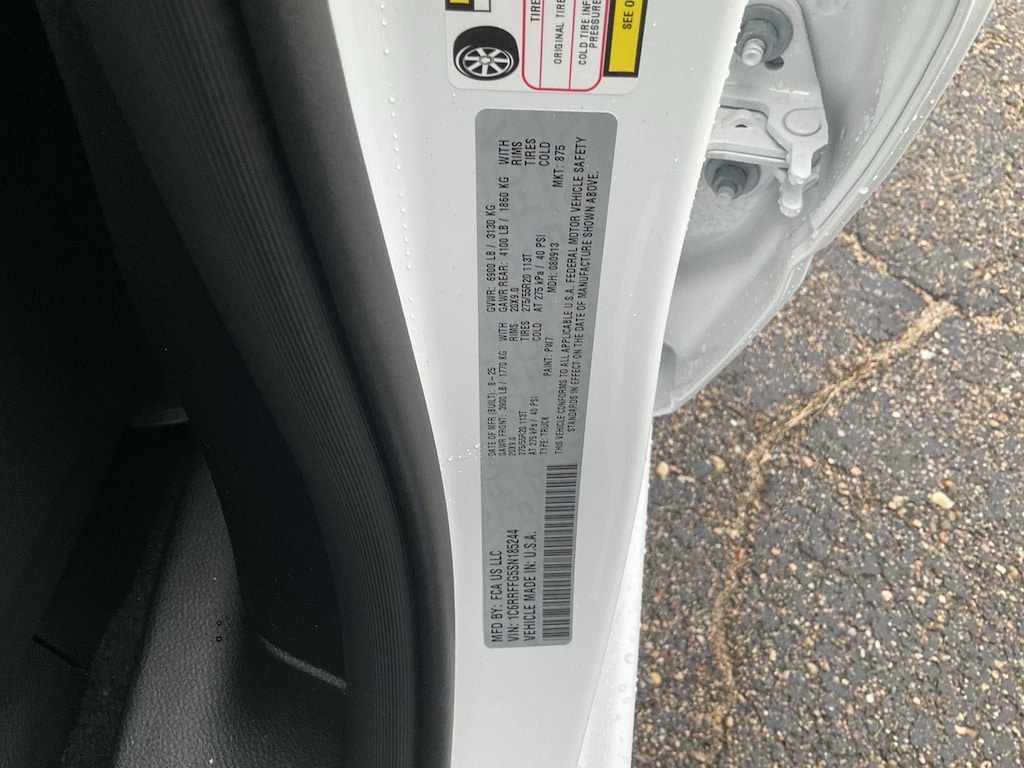 MFD BY: FCA US LLC
VIN: 1C6RRFFG5SN185244
VEHICLE MADE IN: U.S.A.
DATE OF MFR (BUILT): 8-25 GVWR: 6900 LB / 3130 KG
GAWR FRONT: 3900 LB / 1770 KG WITH GAWR REAR: 4100 LB / 1860 KG WITH
20X9.0 RIMS 20X9.0 RIMS
275/55R20 113T TIRES 275/55R20 113T TIRES
AT 275 kPa / 40 PSI COLD AT 275 kPa / 40 PSI COLD
TYPE: TRUCK PAINT: PW7 MDH: 080913 MKT: 875
THIS VEHICLE CONFORMS TO ALL APPLICABLE U.S.A. FEDERAL MOTOR VEHICLE SAFETY
STANDARDS IN EFFECT ON THE DATE OF MANUFACTURE SHOWN ABOVE.
TIRE
ORIGINAL TIRE
COLD TIRE INF
PRESSURE
SEE O